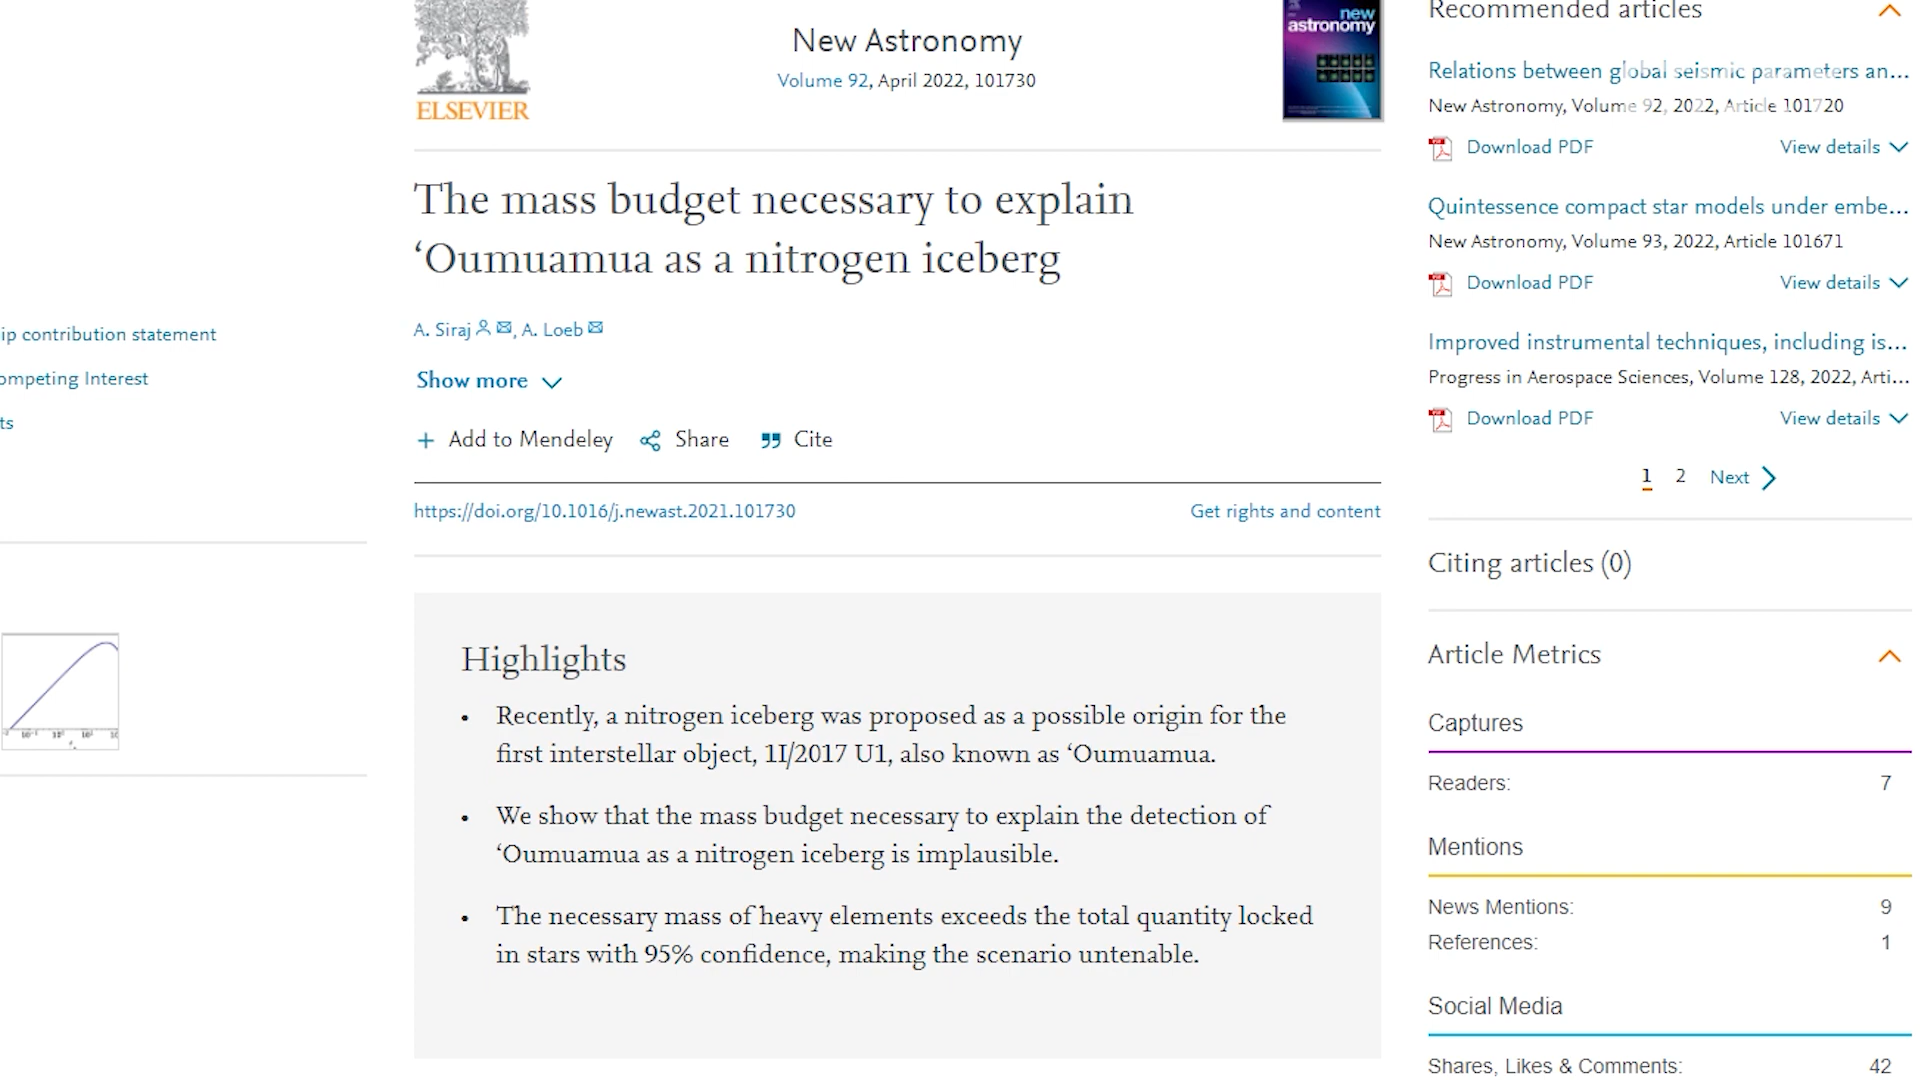 ELSEVIER
New Astronomy
Volume 92, April 2022, 101730
new
astronomy
The mass budget necessary to explain
‘Oumuamua as a nitrogen iceberg
A. Siraj, A. Loeb
Show more
+ Add to Mendeley Share Cite
https://doi.org/10.1016/j.newast.2021.101730
Get rights and content
Highlights
• Recently, a nitrogen iceberg was proposed as a possible origin for the
first interstellar object, 1I/2017 U1, also known as ‘Oumuamua.
• We show that the mass budget necessary to explain the detection of
‘Oumuamua as a nitrogen iceberg is implausible.
• The necessary mass of heavy elements exceeds the total quantity locked
in stars with 95% confidence, making the scenario untenable.
ip contribution statement
ompeting Interest
ts
Recommended articles
Relations between global seismic parameters an...
New Astronomy, Volume 92, 2022, Article 101720
Download PDF
View details
Quintessence compact star models under embe...
New Astronomy, Volume 93, 2022, Article 101671
Download PDF
View details
Improved instrumental techniques, including is...
Progress in Aerospace Sciences, Volume 128, 2022, Arti...
Download PDF
View details
1 2 Next
Citing articles (0)
Article Metrics
Captures
Readers: 7
Mentions
News Mentions: 9
References: 1
Social Media
Shares, Likes & Comments: 42